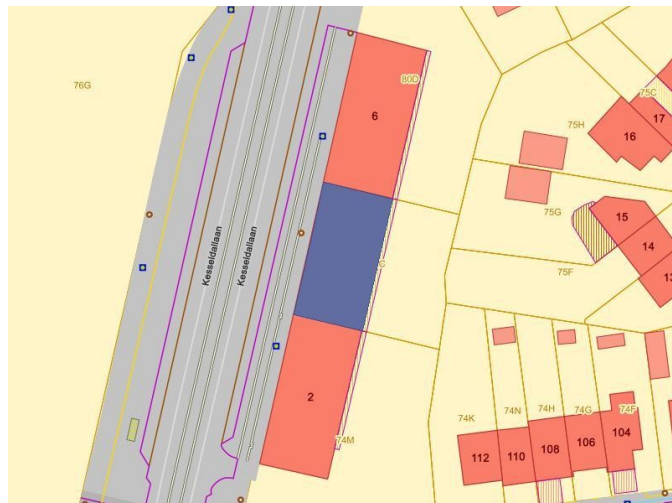 80D
76G
75C
6
17
75H
16
Kesseldallaan
Kesseldallaan
75G
15
14
C
75F
13
2
74K
74N
74H
74G
74F
104
106
108
110
112
74M